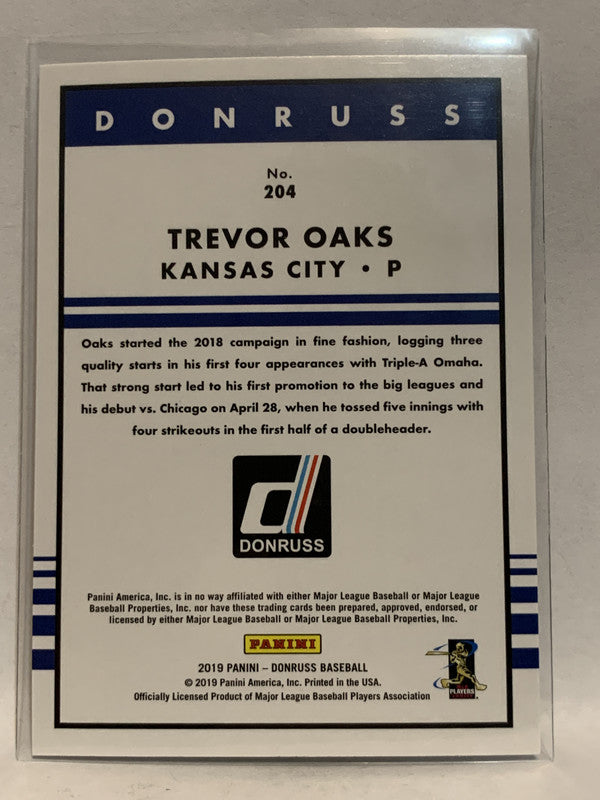 DONRUSS
No.
204
TREVOR OAKS
KANSAS CITY • P
Oaks started the 2018 campaign in fine fashion, logging three
quality starts in his first four appearances with Triple-A Omaha.
That strong start led to his first promotion to the big leagues and
his debut vs. Chicago on April 28, when he tossed five innings with
four strikeouts in the first half of a doubleheader.
d
DONRUSS
Panini America, Inc. is in no way affiliated with either Major League Baseball or Major League
Baseball Properties, Inc. nor have these trading cards been prepared, approved, endorsed, or
licensed by either Major League Baseball or Major League Baseball Properties, Inc.
PANINI
2019 PANINI – DONRUSS BASEBALL
© 2019 Panini America, Inc. Printed in the USA.
Officially Licensed Product of Major League Baseball Players Association
PLAYERS